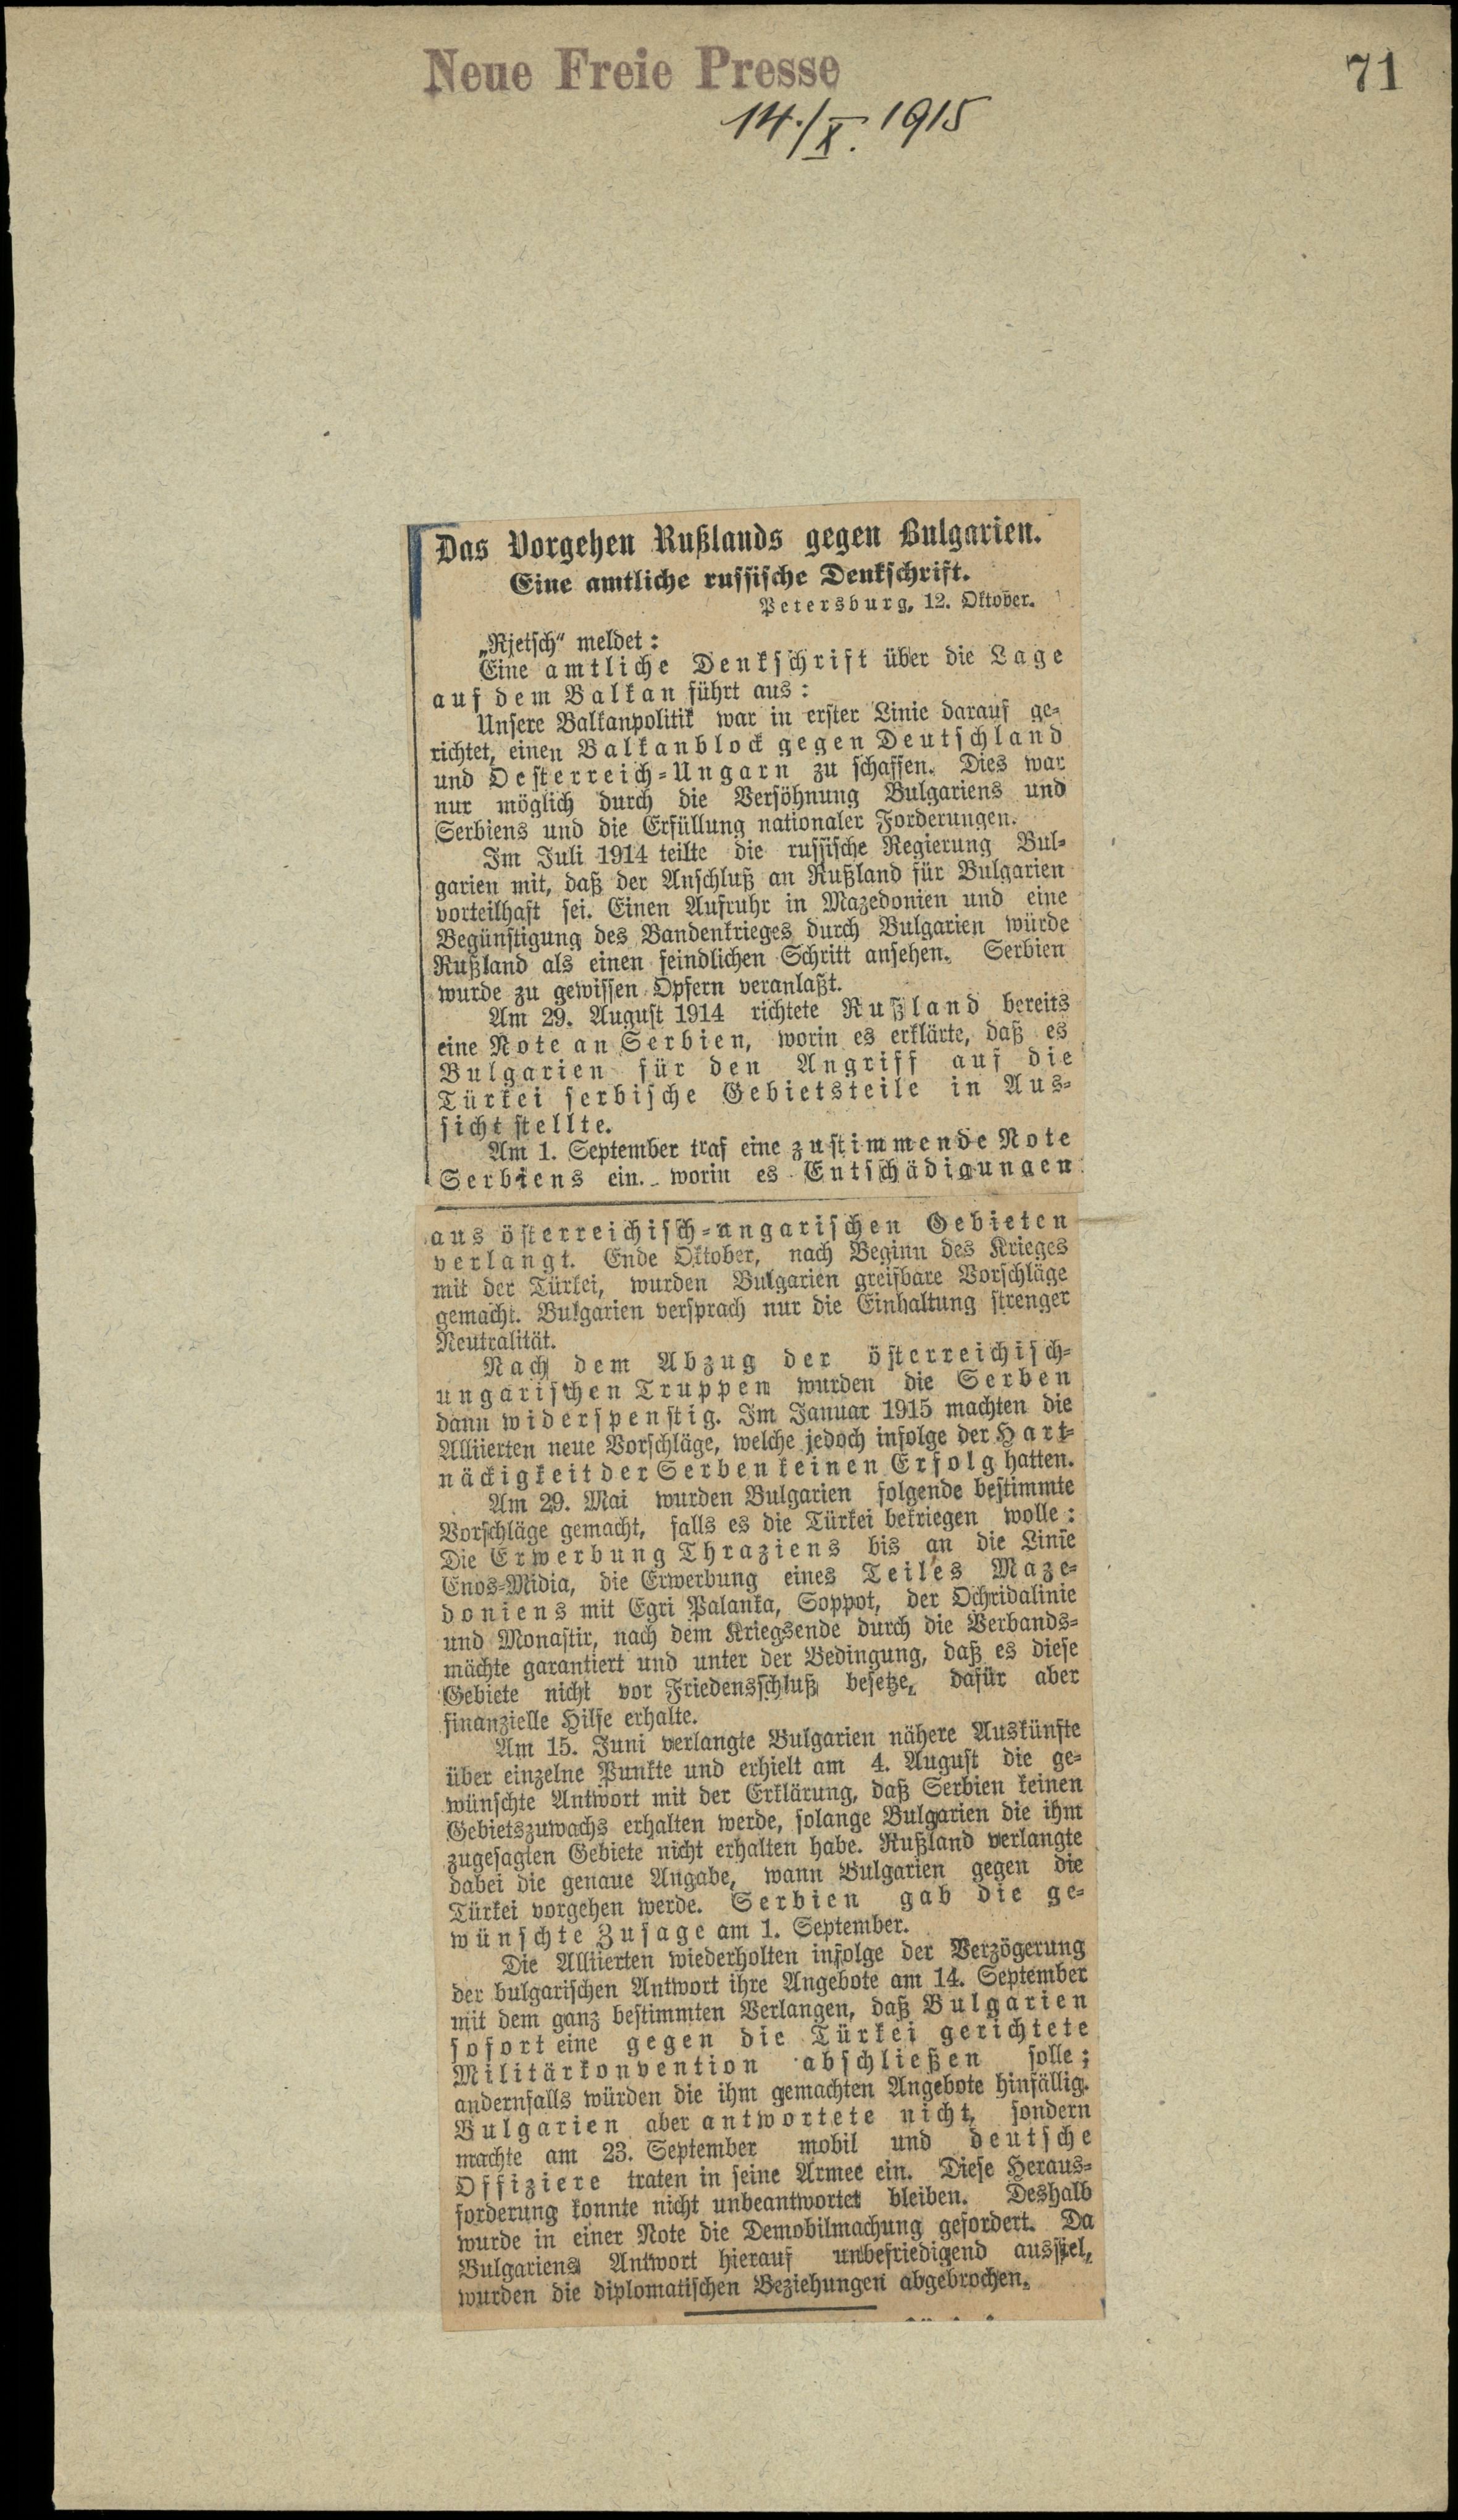 Neue Freie Presse
71
14./X. 1915
Das Vorgehen Rußlands gegen Bulgarien.
Eine amtliche russische Denkschrift.
Petersburg, 12. Oktober.
„Rjetsch“ meldet:
Eine amtliche Denkschrift über die Lage
auf dem Balkan führt aus:
Unsere Balkanpolitik war in erster Linie darauf ge-
richtet, einen Balkanblock gegen Deutschland
und Oesterreich-Ungarn zu schaffen. Dies war
nur möglich durch die Versöhnung Bulgariens und
Serbiens und die Erfüllung nationaler Forderungen.
Im Juli 1914 teilte die russische Regierung Bul-
garien mit, daß der Anschluß an Rußland für Bulgarien
vorteilhaft sei. Einen Aufruhr in Mazedonien und eine
Begünstigung des Bandenkrieges durch Bulgarien würde
Rußland als einen feindlichen Schritt ansehen. Serbien
wurde zu gewissen Opfern veranlaßt.
Am 29. August 1914 richtete Rußland bereits
eine Note an Serbien, worin es erklärte, daß es
Bulgarien für den Angriff auf die
Türkei serbische Gebietsteile in Aus-
sicht stellte.
Am 1. September traf eine zustimmende Note
Serbiens ein. worin es Entschädigungen
aus österreichisch-ungarischen Gebieten
verlangt. Ende Oktober, nach Beginn des Krieges
mit der Türkei, wurden Bulgarien greifbare Vorschläge
gemacht. Bulgarien versprach nur die Einhaltung strenger
Neutralität.
Nach dem Abzug der österreichisch-
ungarischen Truppen wurden die Serben
dann widerspenstig. Im Januar 1915 machten die
Alliierten neue Vorschläge, welche jedoch infolge der Hart-
näckigkeit der Serben keinen Erfolg hatten.
Am 29. Mai wurden Bulgarien folgende bestimmte
Vorschläge gemacht, falls es die Türkei bekriegen wolle:
Die Erwerbung Thraziens bis an die Linie
Enos-Midia, die Erwerbung eines Teiles Maze-
doniens mit Egri Palanka, Soppot, der Ochridalinie
und Monastir, nach dem Kriegsende durch die Verbands-
mächte garantiert und unter der Bedingung, daß es diese
Gebiete nicht vor Friedensschluß besetze, dafür aber
finanzielle Hilfe erhalte.
Am 15. Juni verlangte Bulgarien nähere Auskünfte
über einzelne Punkte und erhielt am 4. August die ge-
wünschte Antwort mit der Erklärung, daß Serbien keinen
Gebietszuwachs erhalten werde, solange Bulgarien die ihm
zugesagten Gebiete nicht erhalten habe. Rußland verlangte
dabei die genaue Angabe, wann Bulgarien gegen die
Türkei vorgehen werde. Serbien gab die ge-
wünschte Zusage am 1. September.
Die Alliierten wiederholten infolge der Verzögerung
der bulgarischen Antwort ihre Angebote am 14. September
mit dem ganz bestimmten Verlangen, daß Bulgarien
sofort eine gegen die Türkei gerichtete
Militärkonvention abschließen solle;
andernfalls würden die ihm gemachten Angebote hinfällig.
Bulgarien aber antwortete nicht, sondern
machte am 23. September mobil und deutsche
Offiziere traten in seine Armee ein. Diese Heraus-
forderung konnte nicht unbeantwortet bleiben. Deshalb
wurde in einer Note die Demobilmachung gefordert. Da
Bulgariens Antwort hierauf unbefriedigend ausfiel,
wurden die diplomatischen Beziehungen abgebrochen.